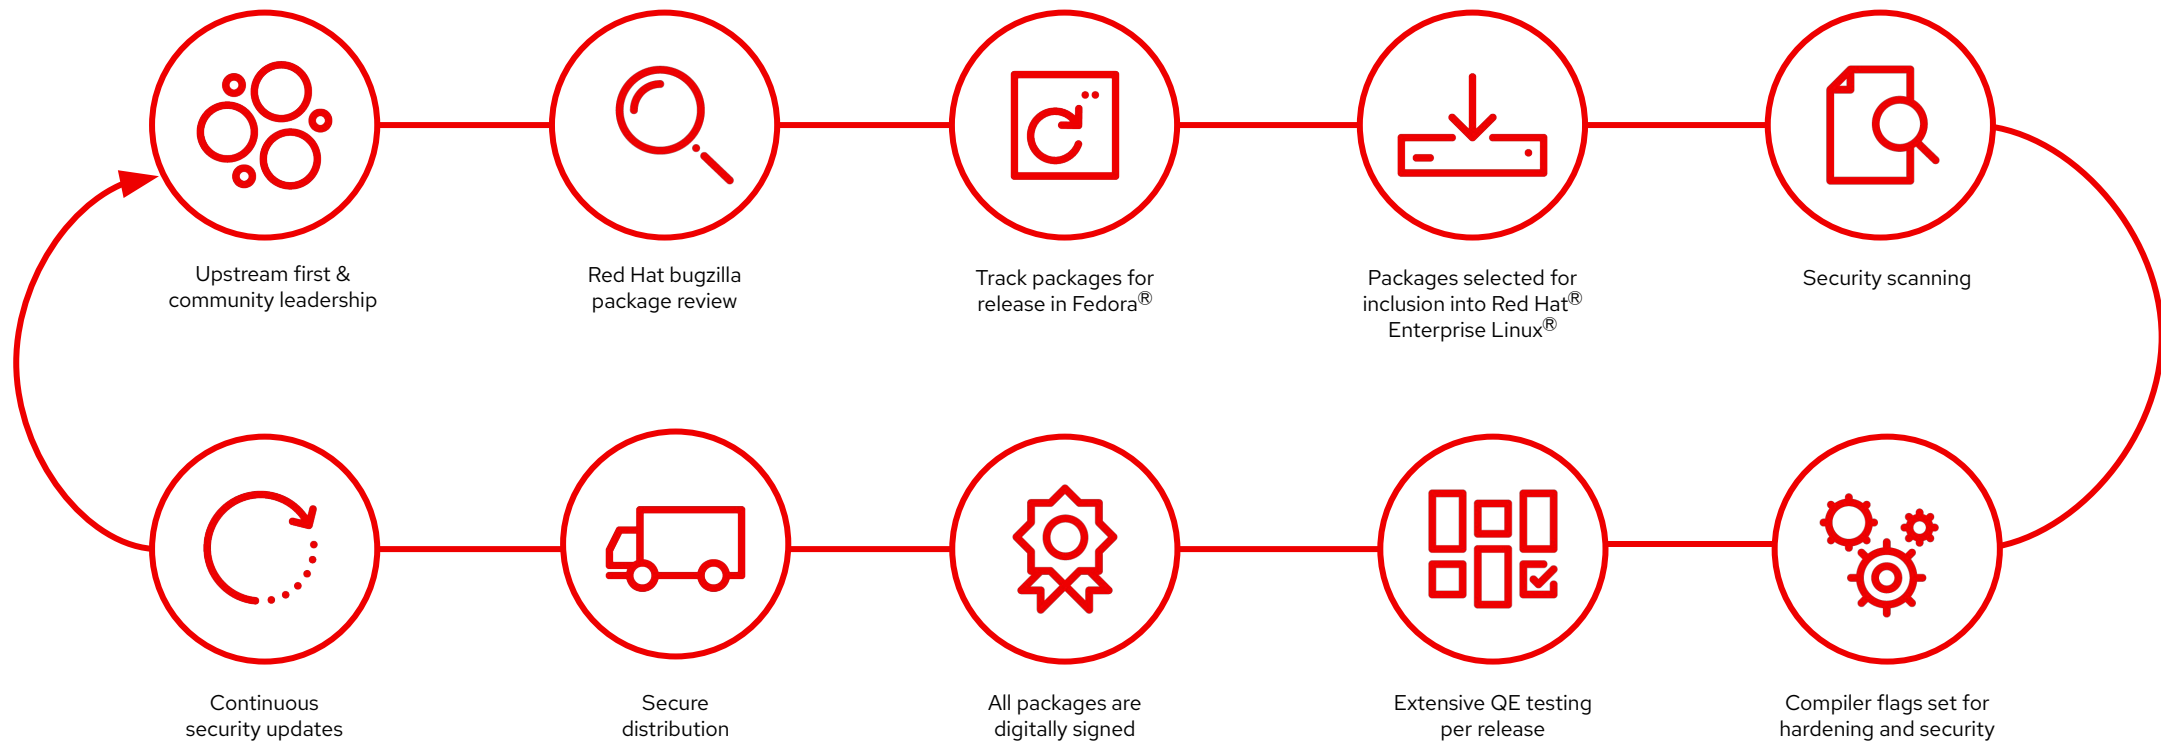 Upstream first &
community leadership
Red Hat bugzilla
package review
Track packages for
release in Fedora®
Packages selected for
inclusion into Red Hat®
Enterprise Linux®
Security scanning
Continuous
security updates
Secure
distribution
All packages are
digitally signed
Extensive QE testing
per release
Compiler flags set for
hardening and security